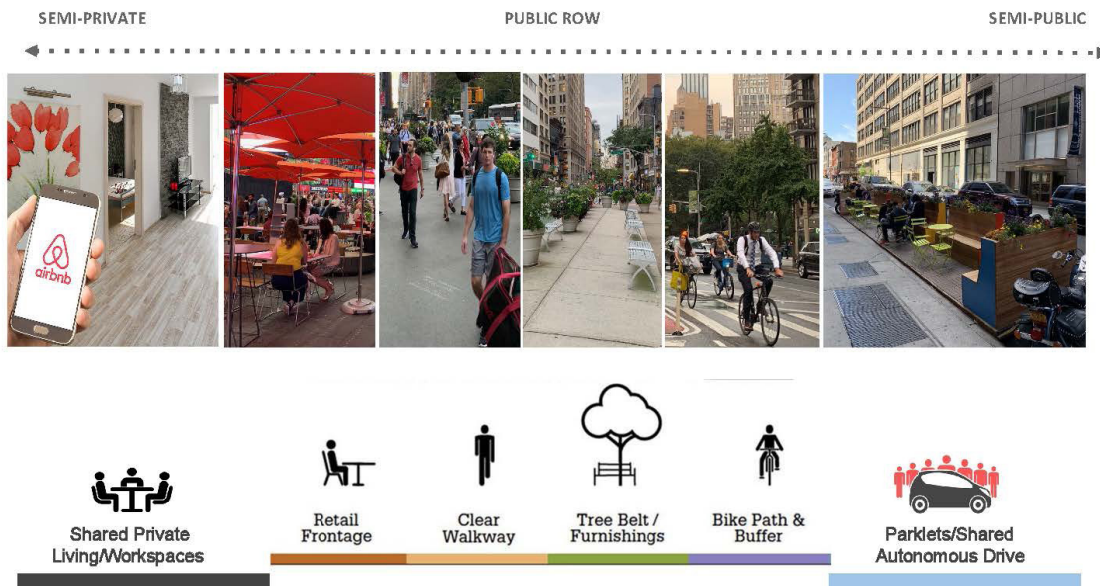 SEMI-PRIVATE
PUBLIC ROW
SEMI-PUBLIC
airbnb
Shared Private
Living/Workspaces
Retail
Frontage
Clear
Walkway
Tree Belt /
Furnishings
Bike Path &
Buffer
Parklets/Shared
Autonomous Drive